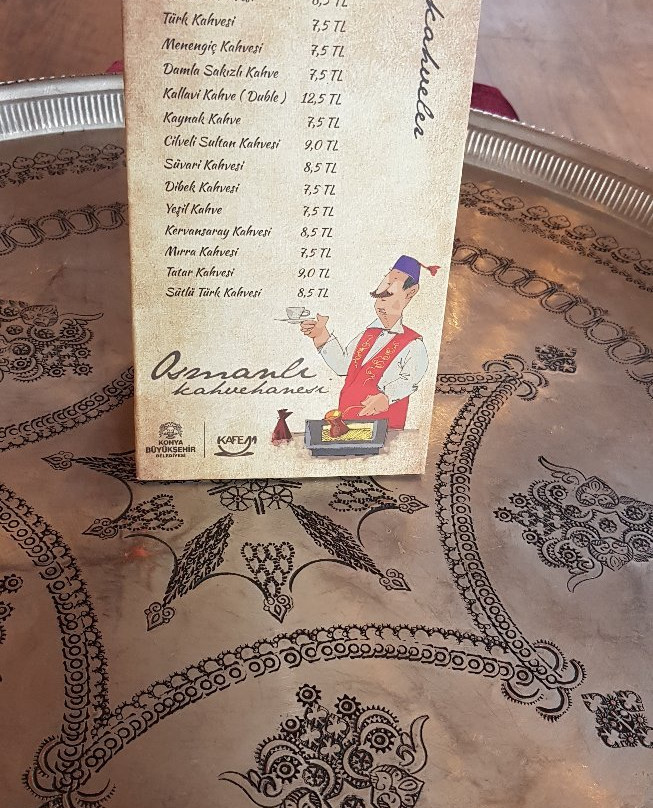 Türk Kahvesi 7,5 TL
Menengiç Kahvesi 7,5 TL
Damla Sakızlı Kahve 7,5 TL
Kallavi Kahve ( Duble ) 12,5 TL
Kaynak Kahve 7,5 TL
Cilveli Sultan Kahvesi 9,0 TL
Süvari Kahvesi 8,5 TL
Dibek Kahvesi 7,5 TL
Yeşil Kahve 7,5 TL
Kervansaray Kahvesi 8,5 TL
Mırra Kahvesi 7,5 TL
Tatar Kahvesi 9,0 TL
Sütlü Türk Kahvesi 8,5 TL
kahveler
Osmanlı
kahvehanesi
KONYA
BÜYÜKŞEHİR
BELEDİYESİ
KAFEM